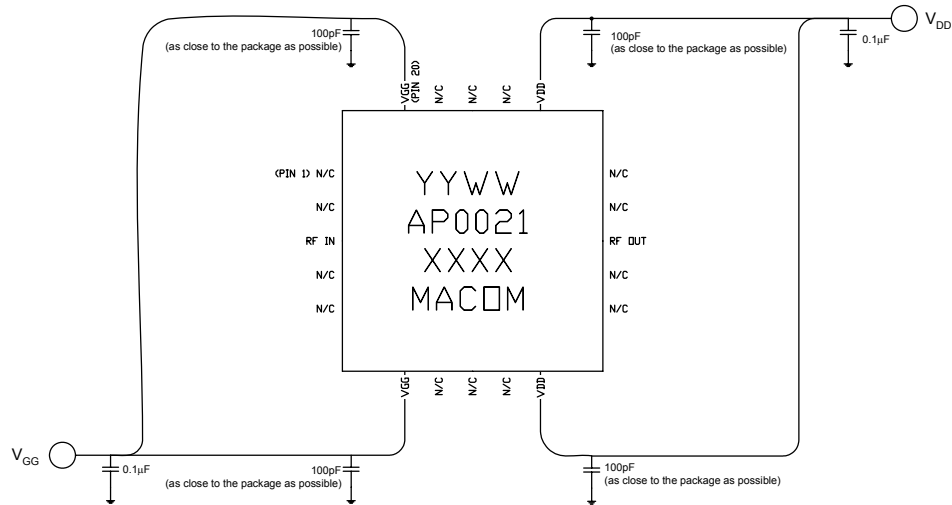 100pF
(as close to the package as possible)
100pF
(as close to the package as possible)
0.1µF
V_DD
VGG
(PIN 20)
N/C
N/C
N/C
VDD
(PIN 1) N/C
N/C
RF IN
N/C
N/C
YYWW
AP0021
XXXX
MACOM
N/C
N/C
RF OUT
N/C
N/C
VGG
N/C
N/C
N/C
VDD
V_GG
0.1µF
100pF
(as close to the package as possible)
100pF
(as close to the package as possible)